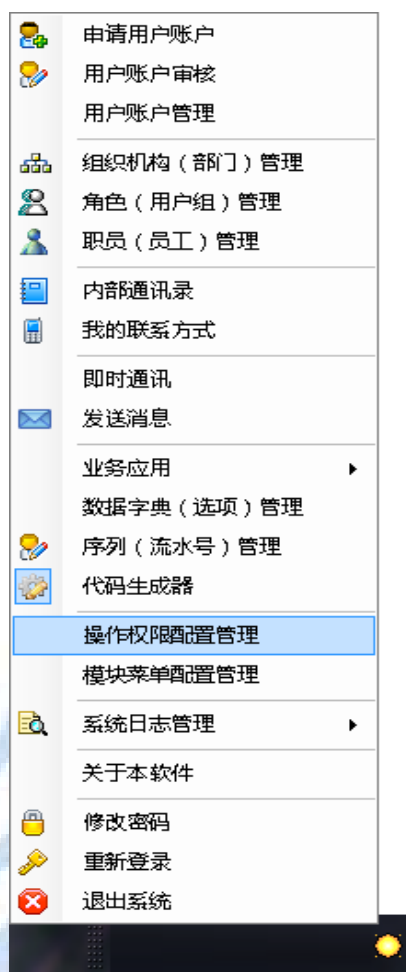 申请用户账户
用户账户审核
用户账户管理
组织机构（部门）管理
角色（用户组）管理
职员（员工）管理
内部通讯录
我的联系方式
即时通讯
发送消息
业务应用
数据字典（选项）管理
序列（流水号）管理
代码生成器
操作权限配置管理
模块菜单配置管理
系统日志管理
关于本软件
修改密码
重新登录
退出系统